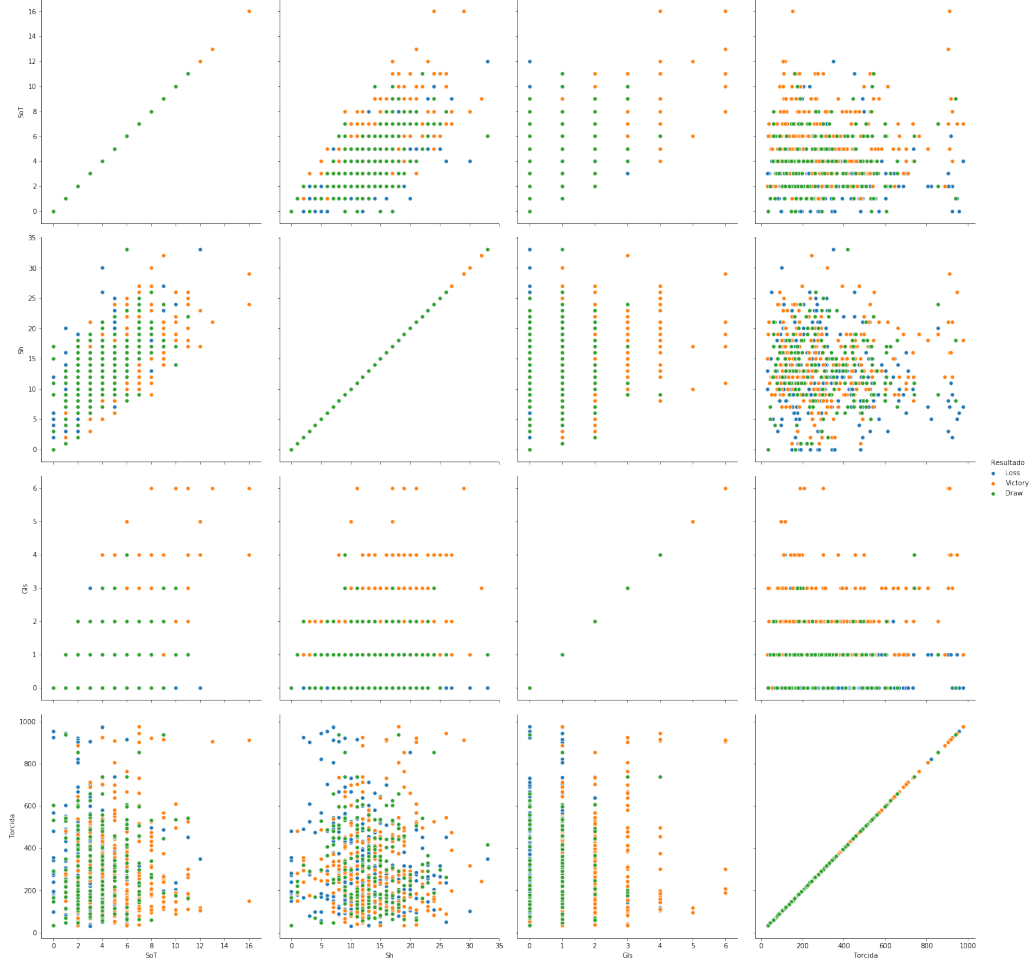 16
14
12
10
8
6
4
2
0
SoT
35
30
25
20
15
10
5
0
Sh
Resultado
Loss
Victory
Draw
6
5
4
3
2
1
0
Gls
1000
800
600
400
200
0
Torcida
0 2 4 6 8 10 12 14 16
SoT
0 5 10 15 20 25 30 35
Sh
0 1 2 3 4 5 6
Gls
0 200 400 600 800 1000
Torcida